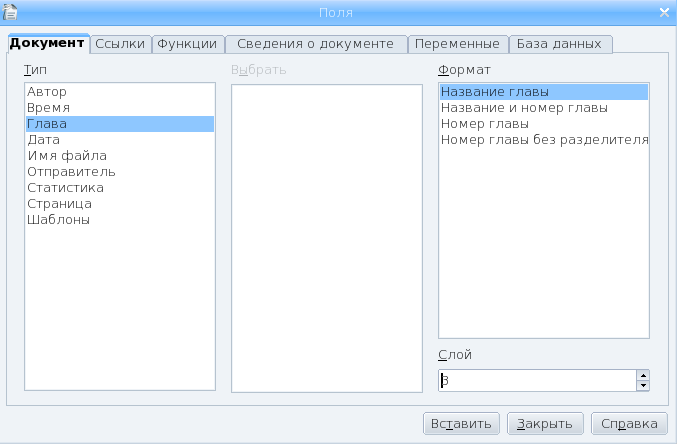 Поля
Документ
Ссылки
Функции
Сведения о документе
Переменные
База данных
Тип
Автор
Время
Глава
Дата
Имя файла
Отправитель
Статистика
Страница
Шаблоны
Выбрать
Формат
Название главы
Название и номер главы
Номер главы
Номер главы без разделителя
Слой
3
Вставить
Закрыть
Справка